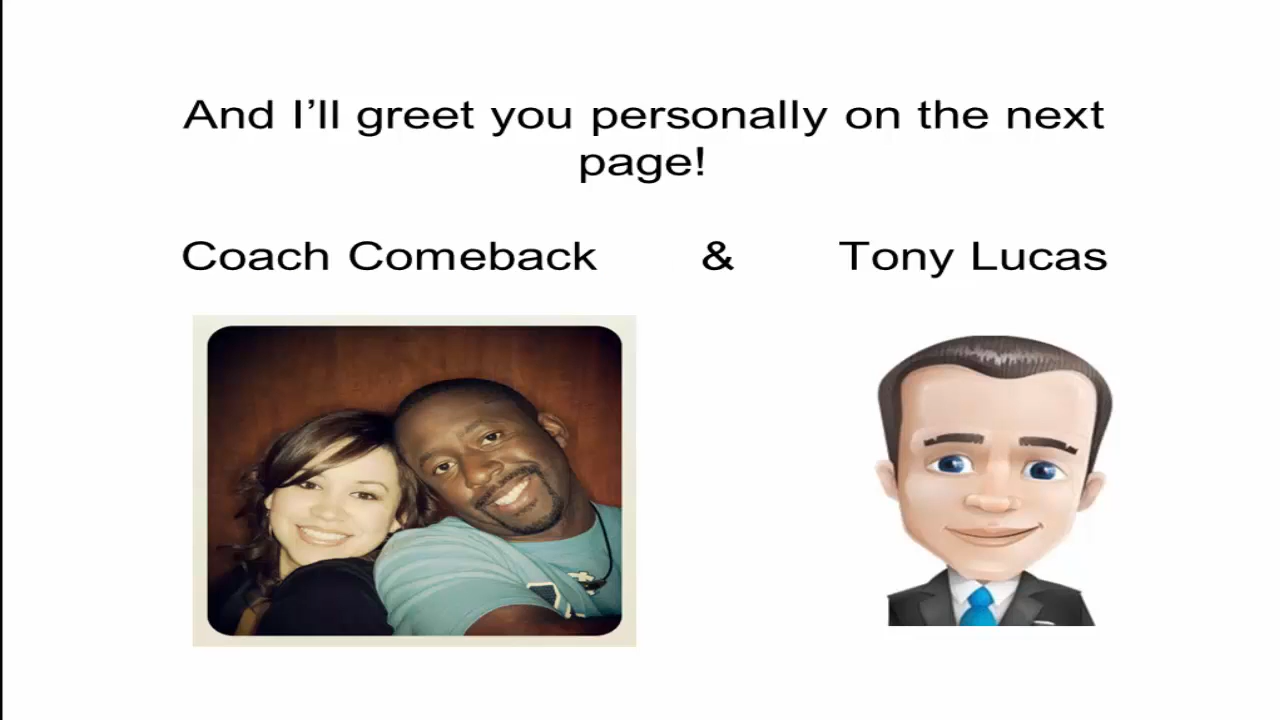 And I’ll greet you personally on the next
page!
Coach Comeback & Tony Lucas